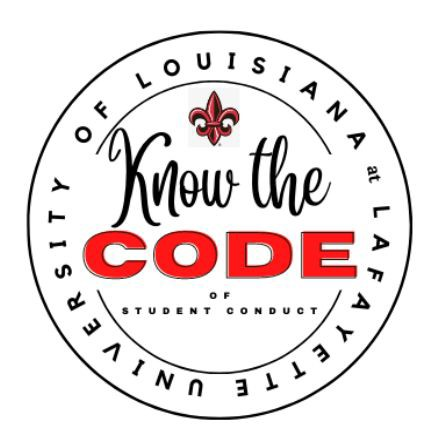 UNIVERSITY OF LOUISIANA at LAFAYETTE
Know the
CODE
OF
STUDENT CONDUCT